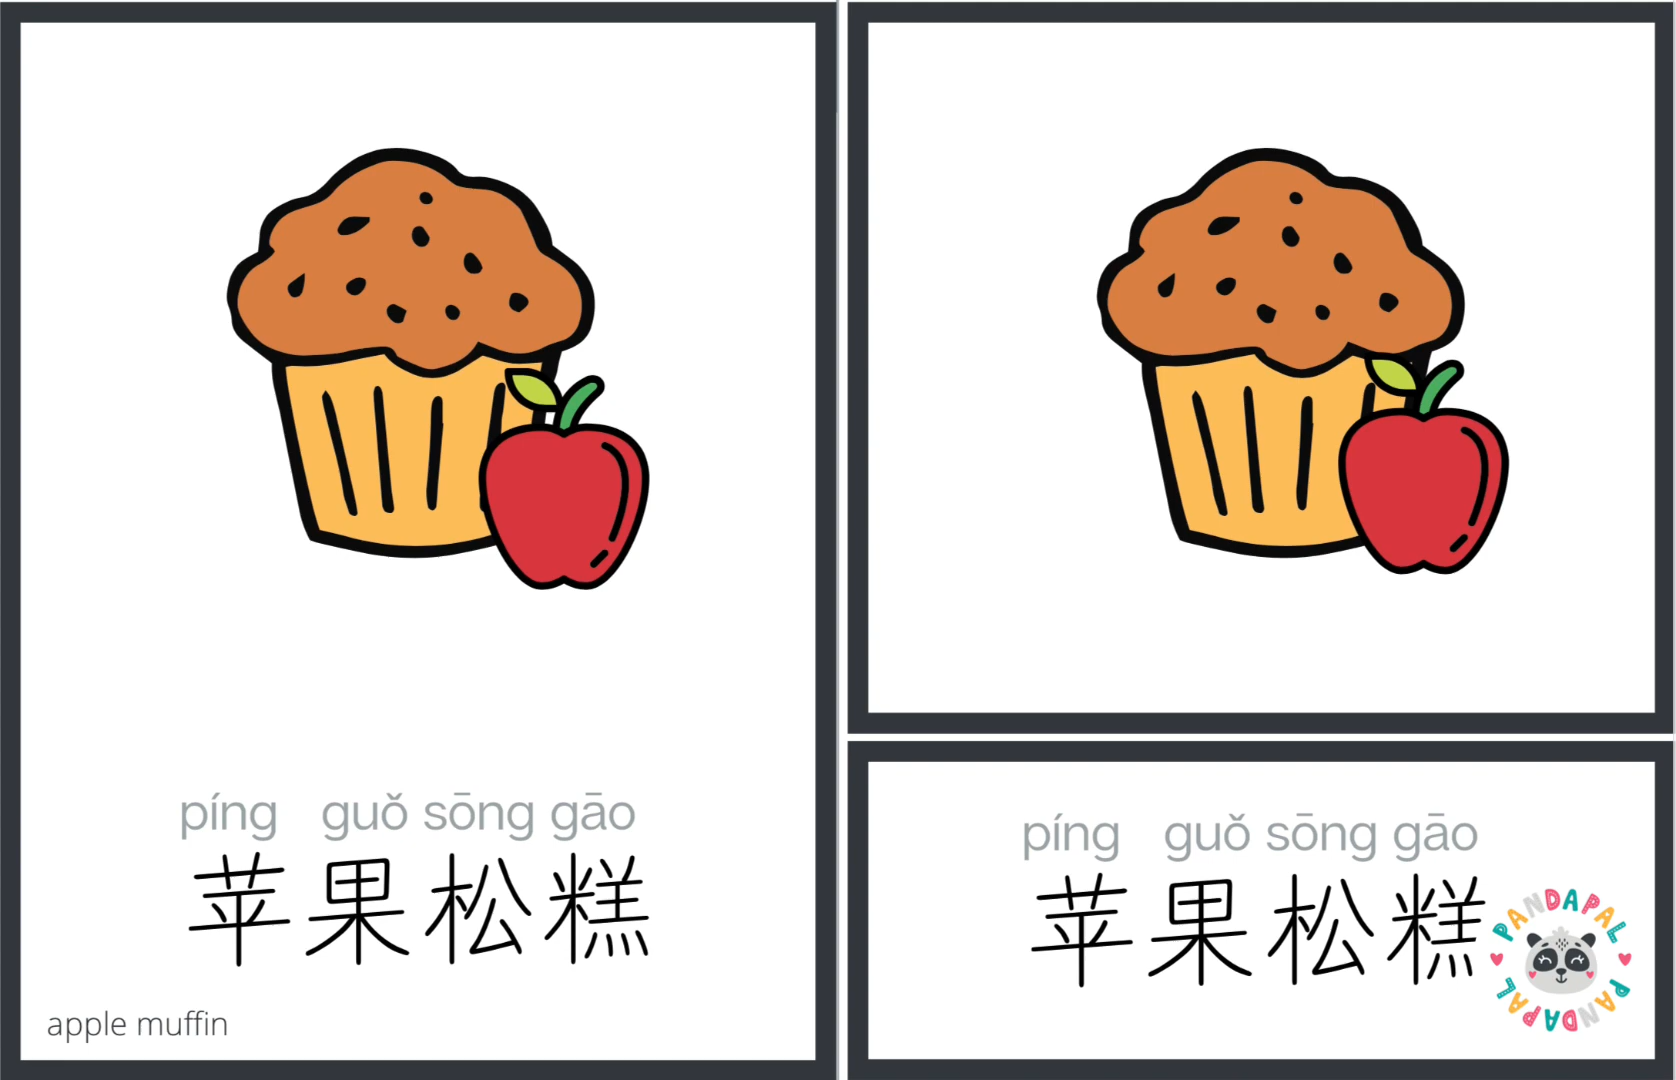 píng guǒ sōng gāo
苹果松糕
apple muffin
píng guǒ sōng gāo
苹果松糕
PANDAPAL
PANDAPAL